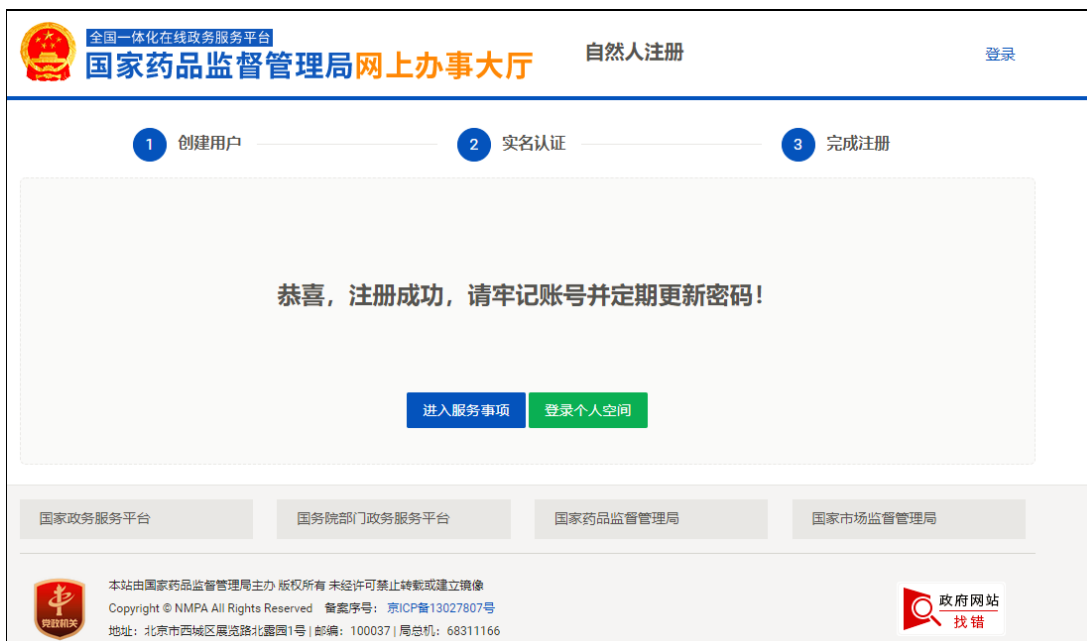 全国一体化在线政务服务平台
国家药品监督管理局网上办事大厅
自然人注册
登录
1 创建用户
2 实名认证
3 完成注册
恭喜，注册成功，请牢记账号并定期更新密码！
进入服务事项
登录个人空间
国家政务服务平台
国务院部门政务服务平台
国家药品监督管理局
国家市场监督管理局
本站由国家药品监督管理局主办 版权所有 未经许可禁止转载或建立镜像
Copyright © NMPA All Rights Reserved 备案序号：京ICP备13027807号
地址：北京市西城区展览路北露园1号 | 邮编：100037 | 局总机：68311166
党政机关
政府网站
找错